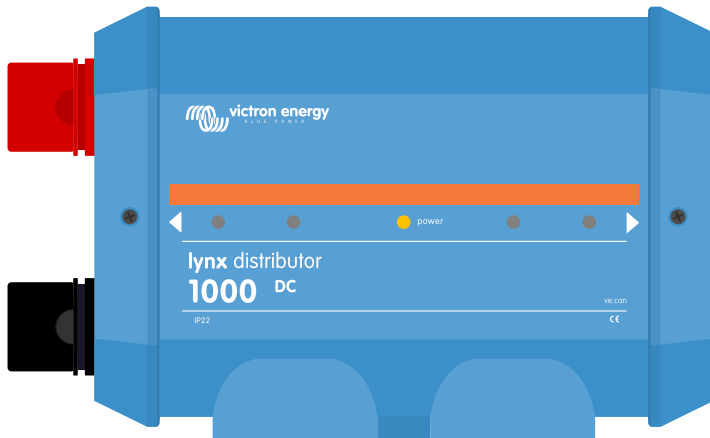 victron energy
BLUE POWER
power
lynx distributor
1000 DC
ve.can
IP22 CE